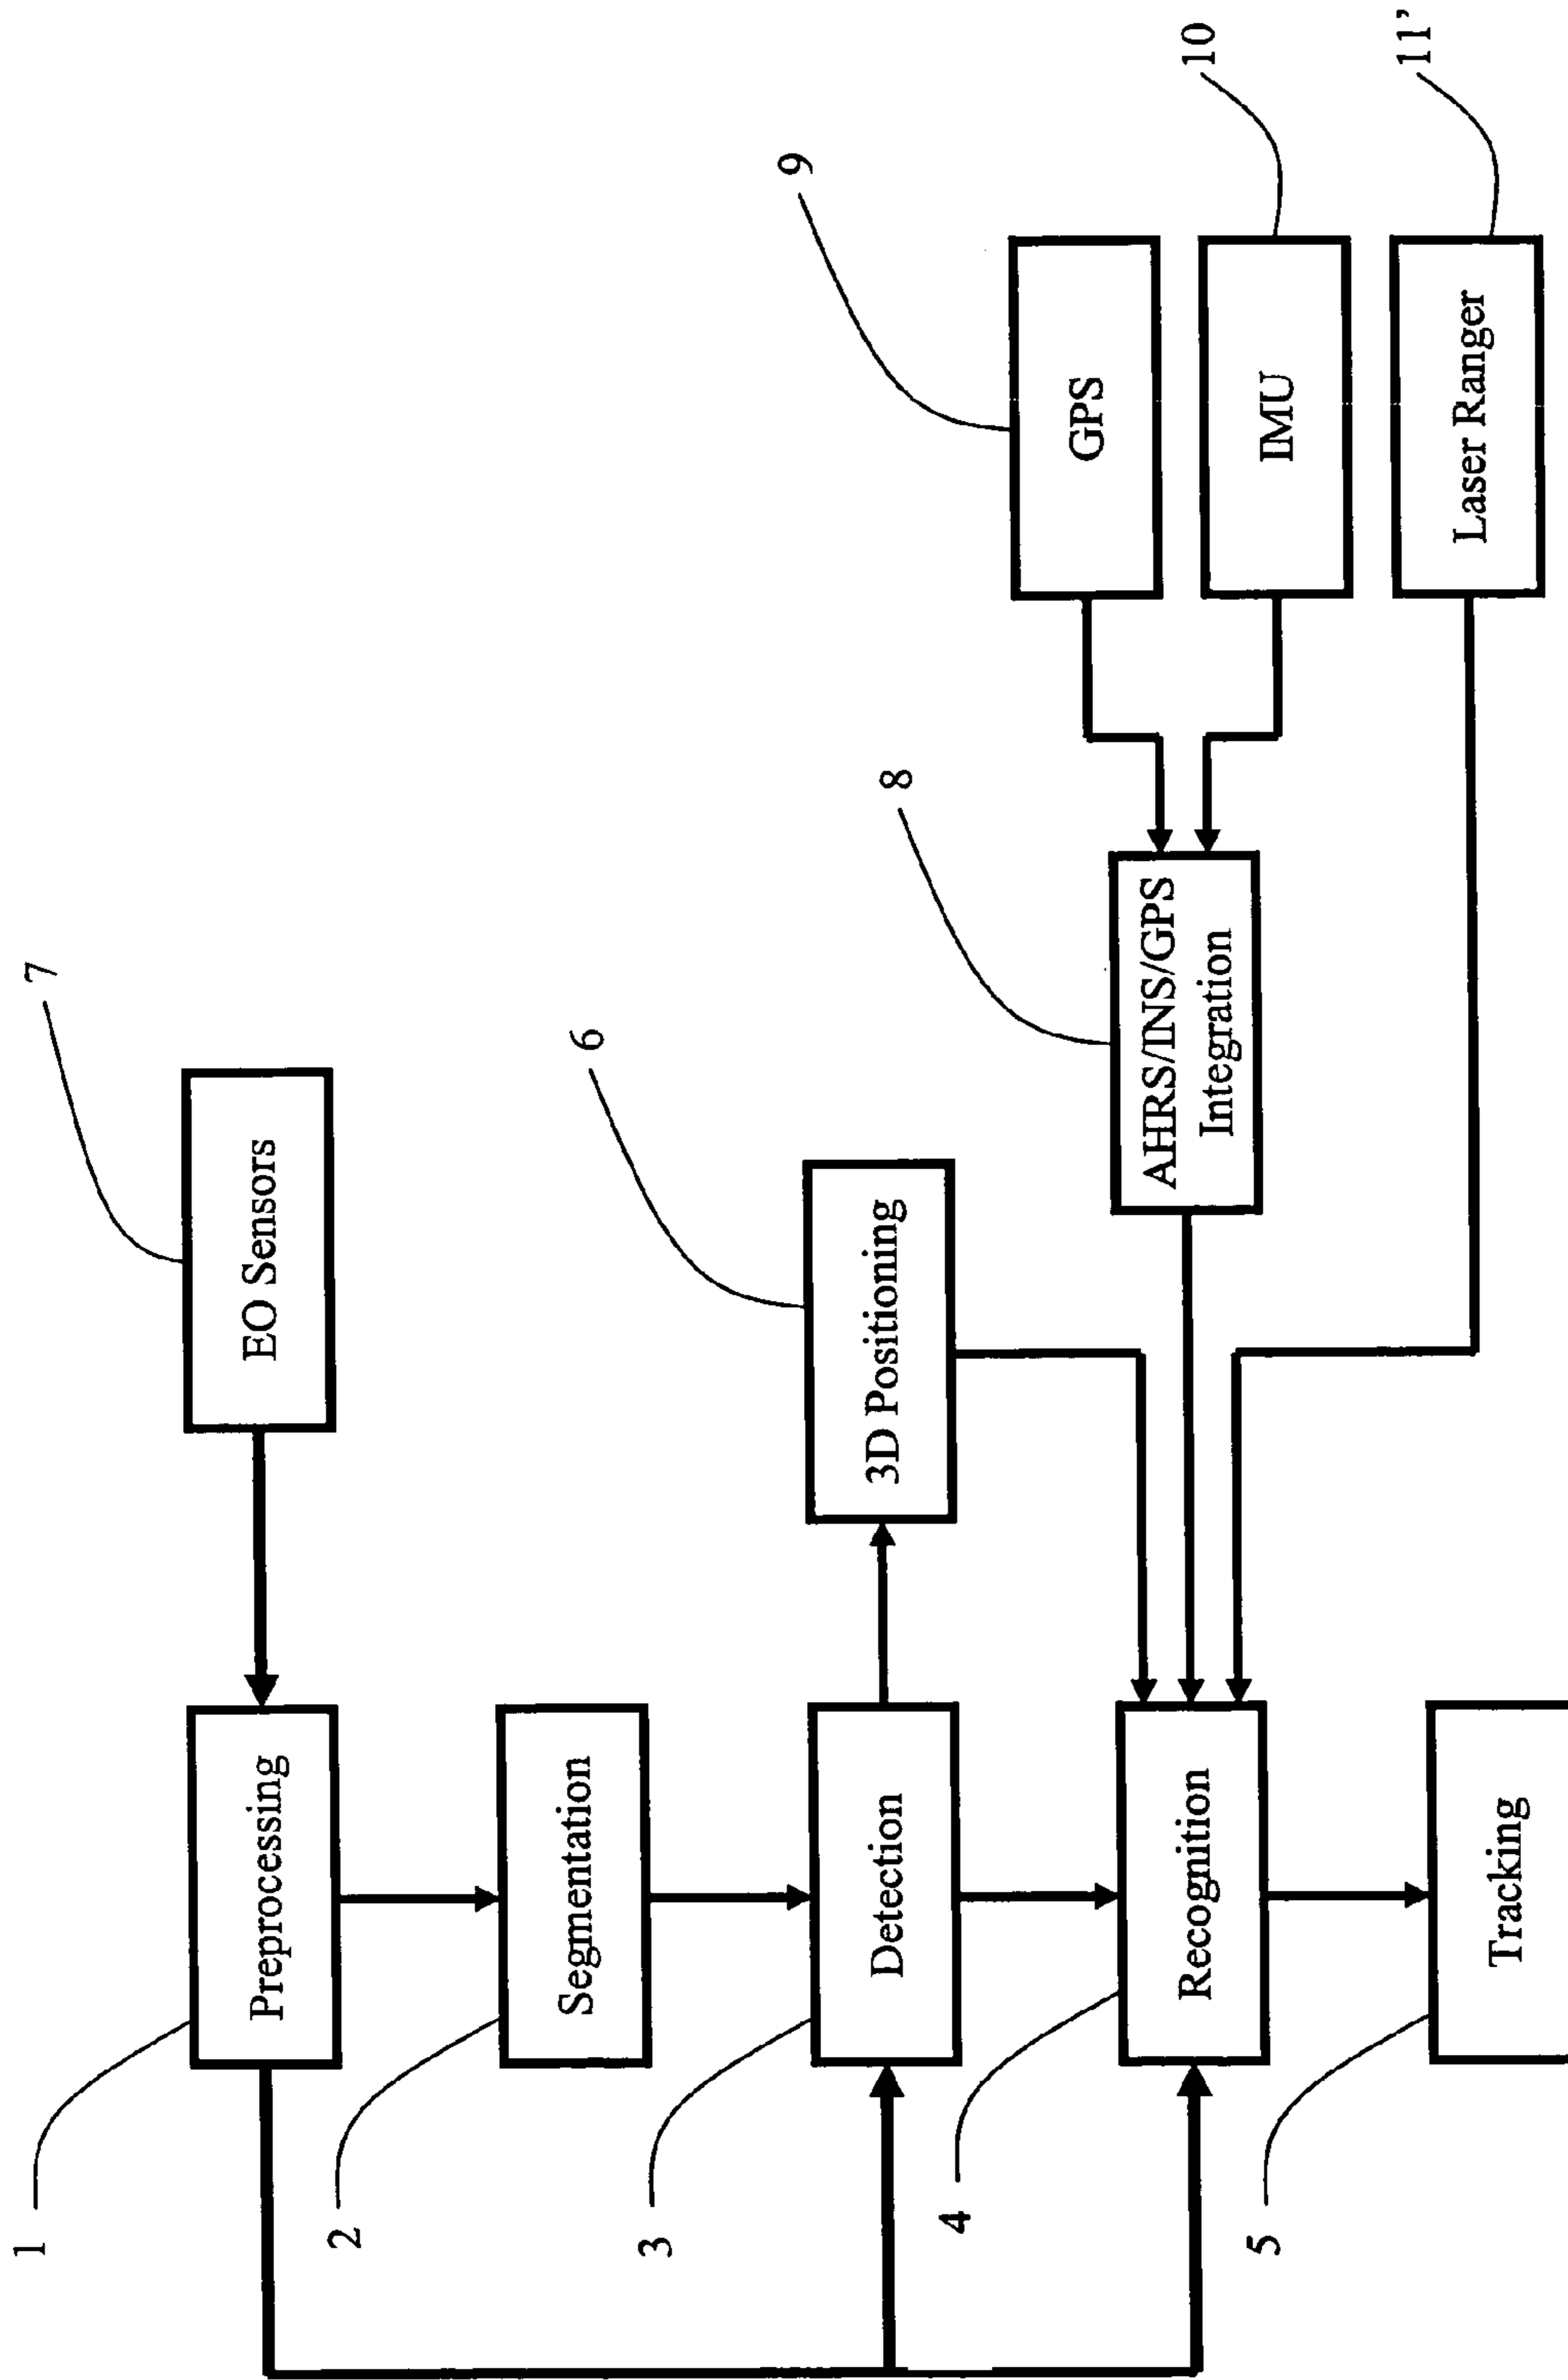 1
Preprocessing
7
EO Sensors
2
Segmentation
3
Detection
6
3D Positioning
9
GPS
4
Recognition
8
AHRS/INS/GPS
Integration
10
IMU
5
Tracking
11’
Laser Ranger